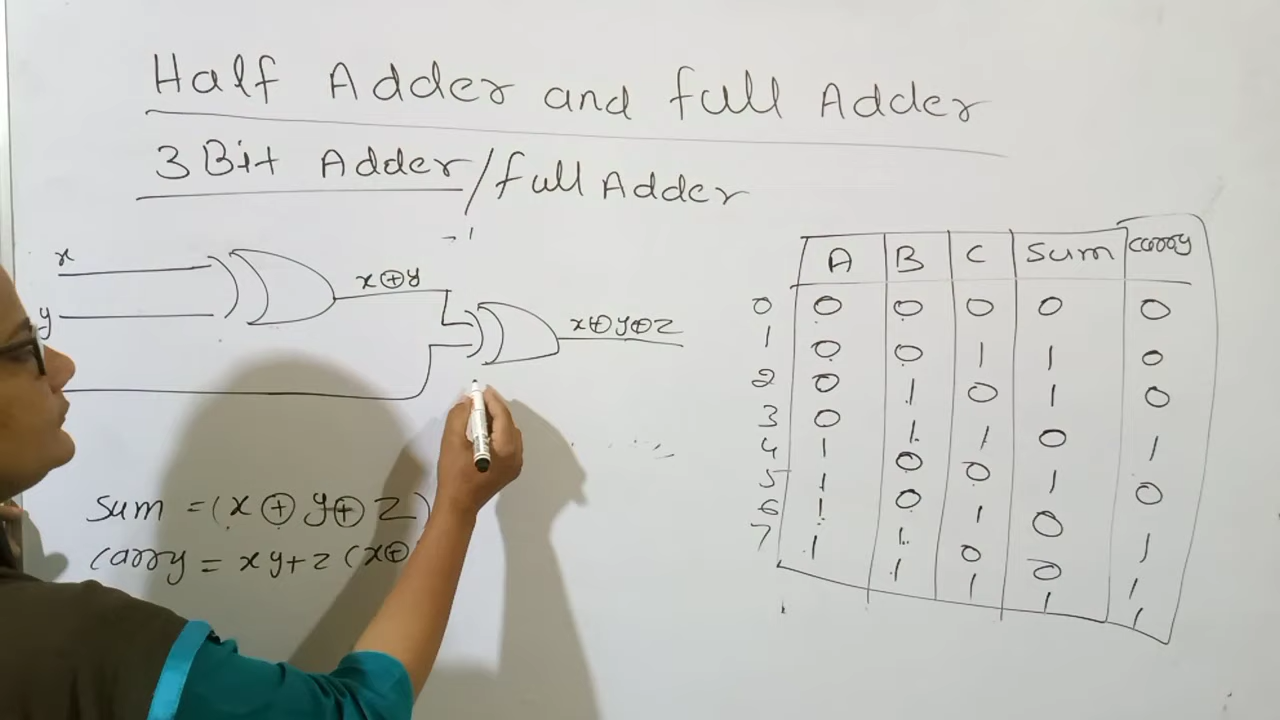 Half Adder and full Adder
3 Bit Adder/full Adder
x
y
x⊕y
x⊕y⊕z
Sum = (x⊕y⊕z)
Carry = xy+z(x⊕
A B C Sum Carry
0 0 0 0 0 0
1 0 0 1 1 0
2 0 1 0 1 0
3 0 1 1 0 1
4 1 0 0 1 0
5 1 0 1 0 1
6 1 1 0 0 1
7 1 1 1 1 1